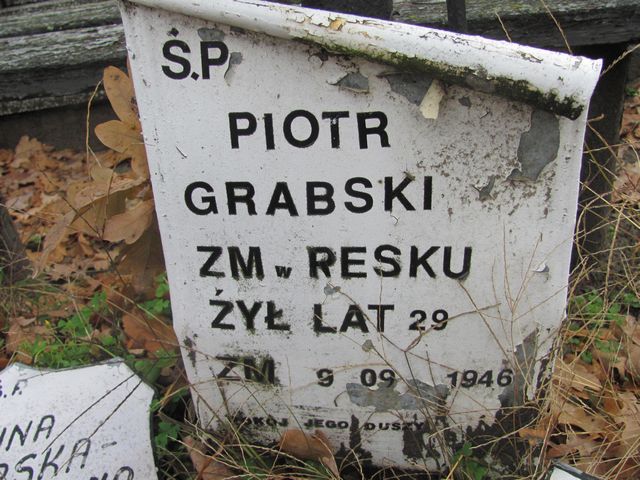 Ś.P
PIOTR
GRABSKI
ZM w RESKU
ŻYŁ LAT 29
ZM 9 09 1946
JEGO DUSZY
Ś.P.